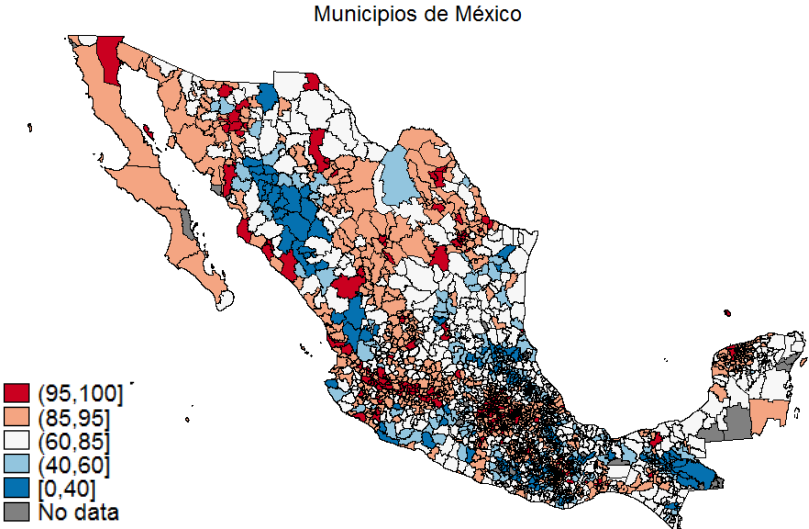 Municipios de México
(95,100]
(85,95]
(60,85]
(40,60]
[0,40]
No data